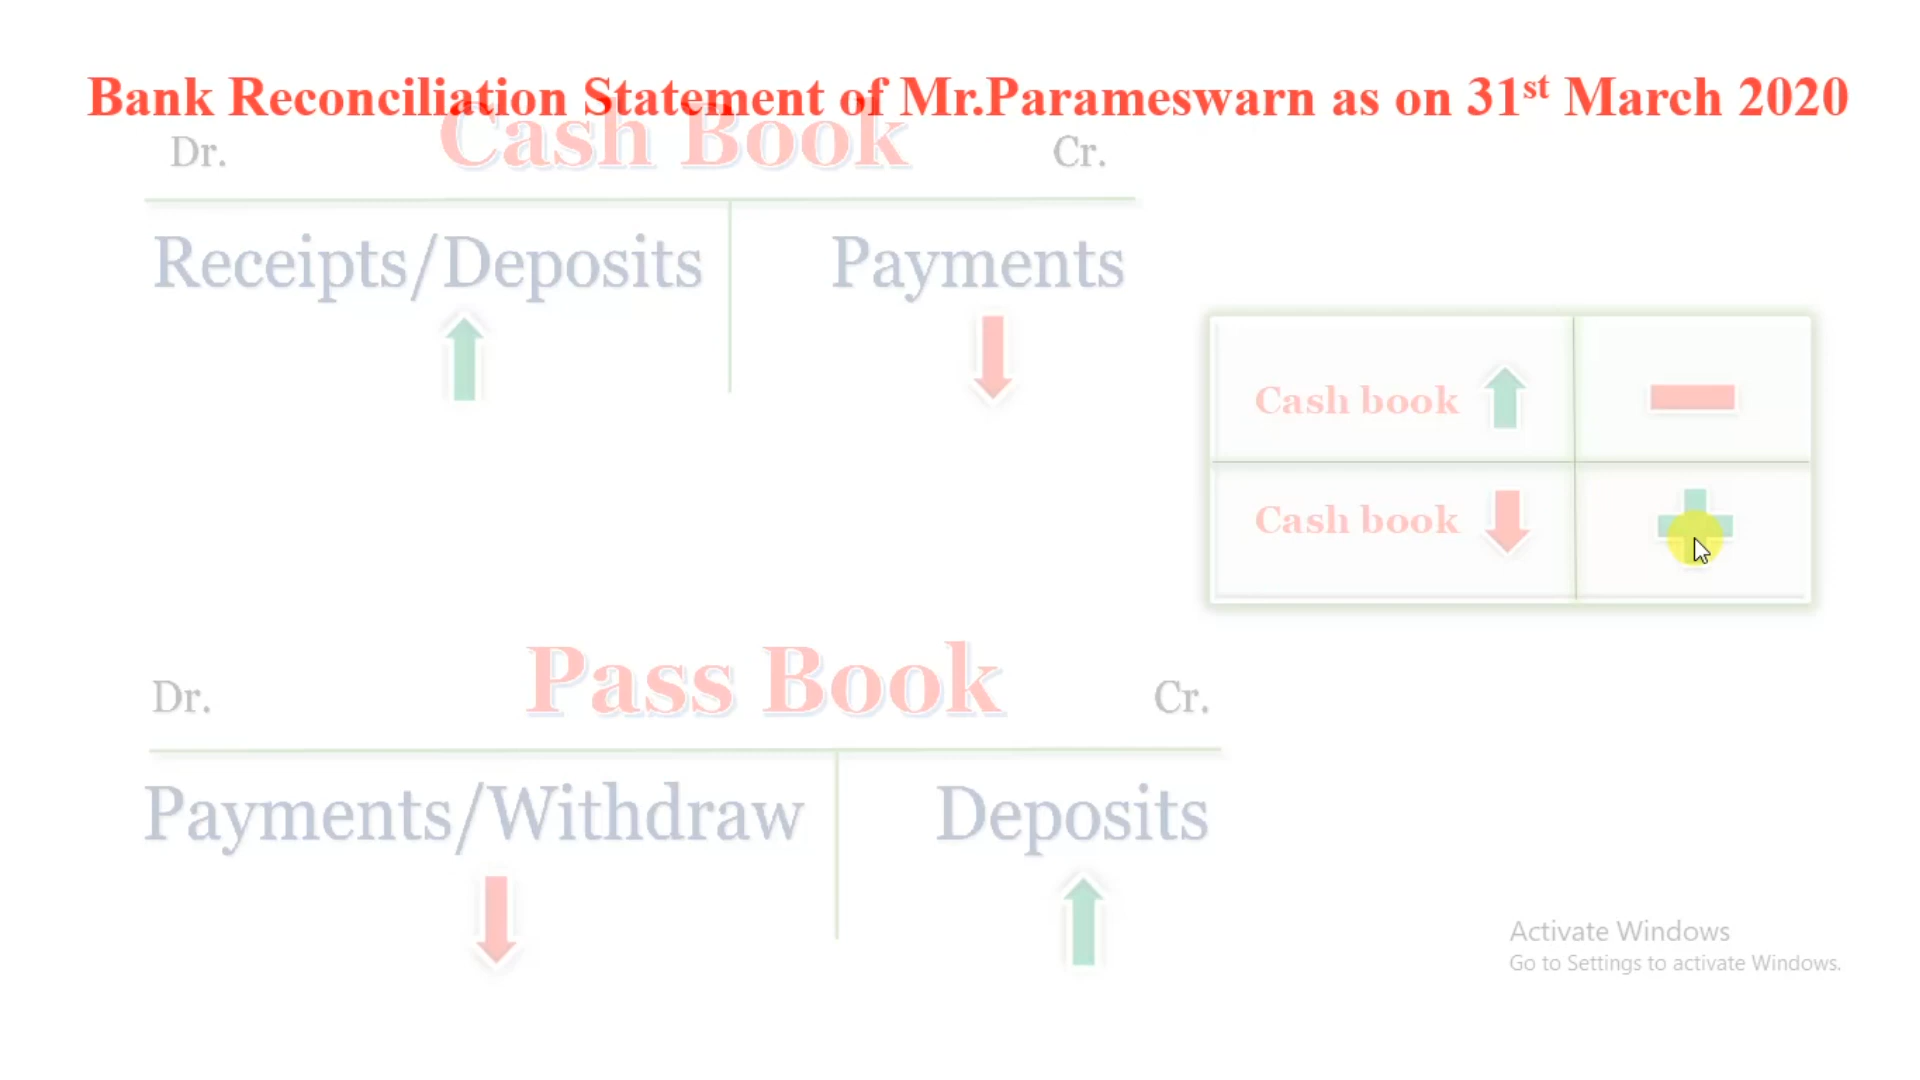 Bank Reconciliation Statement of Mr.Parameswarn as on 31st March 2020
Dr. Cash Book Cr.
Receipts/Deposits Payments
Cash book
Cash book
Dr. Pass Book Cr.
Payments/Withdraw Deposits
Activate Windows
Go to Settings to activate Windows.